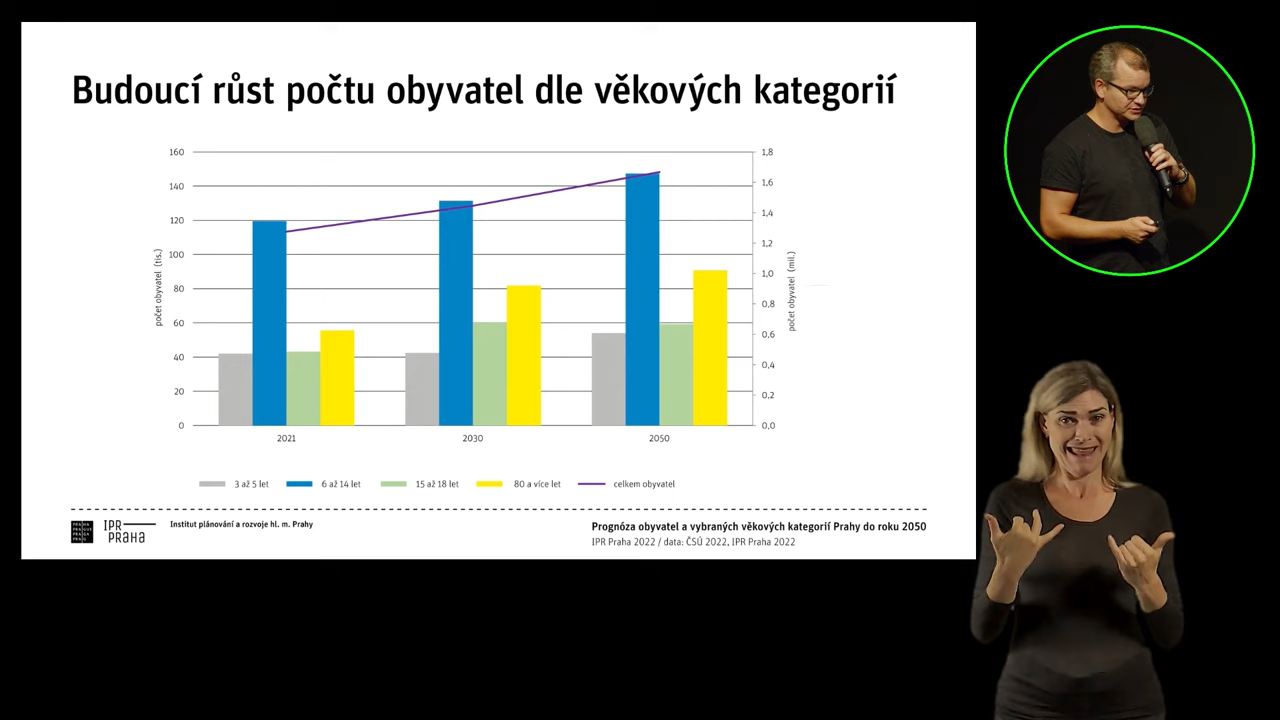 Budoucí růst počtu obyvatel dle věkových kategorií
160
140
120
100
80
60
40
20
0
počet obyvatel (tis.)
1,8
1,6
1,4
1,2
1,0
0,8
0,6
0,4
0,2
0,0
počet obyvatel (mil.)
2021
2030
2050
3 až 5 let
6 až 14 let
15 až 18 let
80 a více let
celkem obyvatel
PRAHA
PRAGUE
PRAGA
PRAG
IPR
PRAHA
Institut plánování a rozvoje hl. m. Prahy
Prognóza obyvatel a vybraných věkových kategorií Prahy do roku 2050
IPR Praha 2022 / data: ČSÚ 2022, IPR Praha 2022